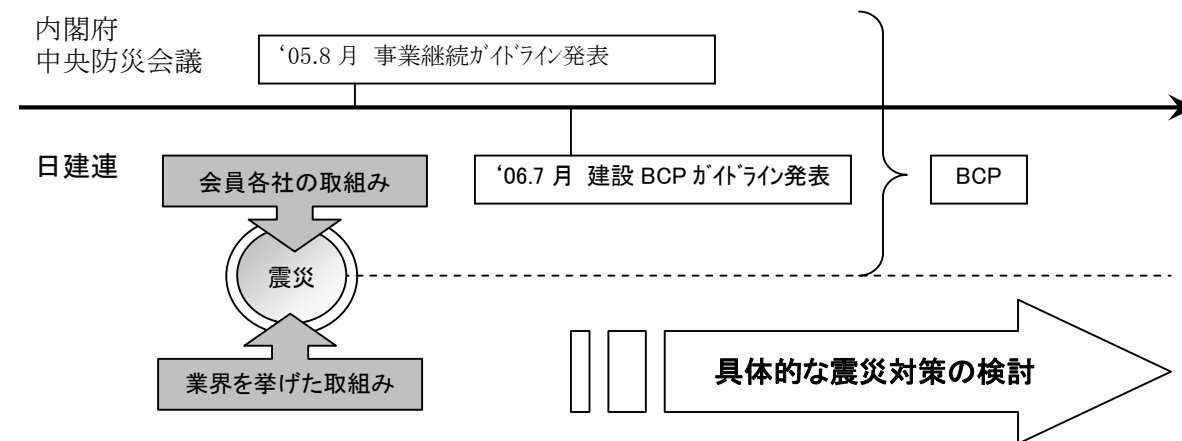 内閣府
中央防災会議
‘05.8月 事業継続ガイドライン発表
日建連
会員各社の取組み
‘06.7月 建設BCPガイドライン発表
BCP
震災
業界を挙げた取組み
具体的な震災対策の検討